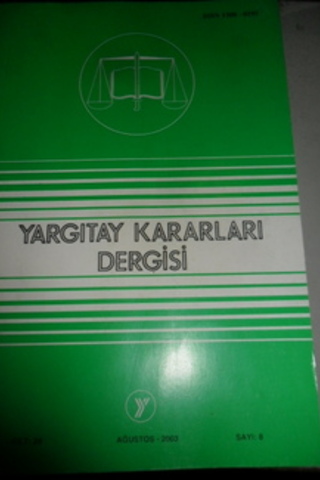 YARGITAY KARARLARI
DERGİSİ
AĞUSTOS - 2002
SAYI: 8